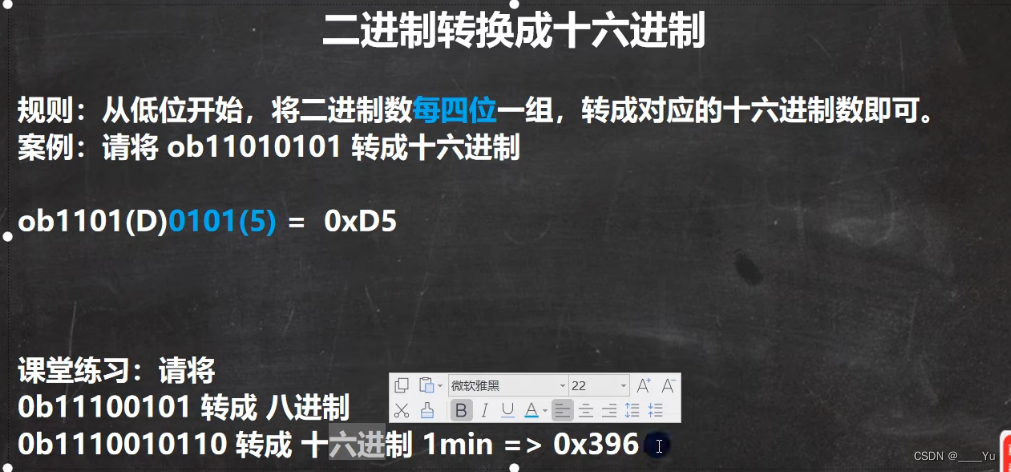 二进制转换成十六进制
规则：从低位开始，将二进制数每四位一组，转成对应的十六进制数即可。
案例：请将 ob11010101 转成十六进制
ob1101(D)0101(5) = 0xD5
课堂练习：请将
微软雅黑 22
0b11100101 转成 八进制
B I U A
0b1110010110 转成 十六进制 1min => 0x396
CSDN @____Yu